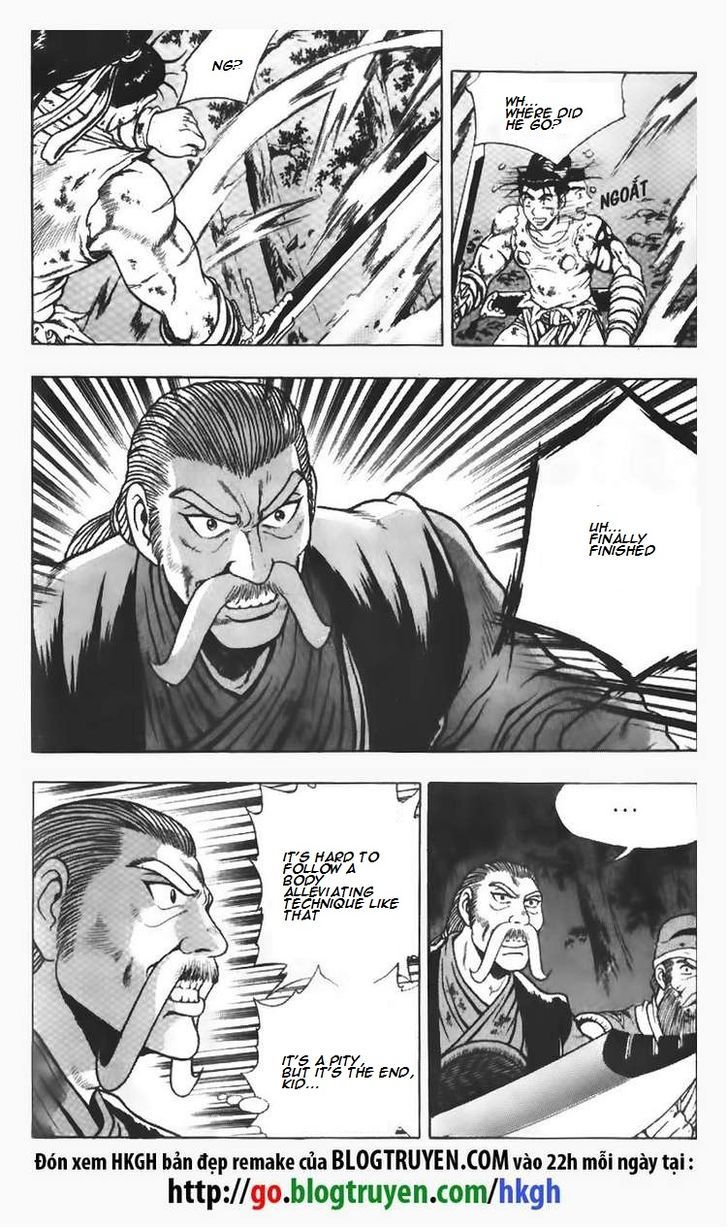 NG?
WH...
WHERE DID
HE GO?
NGOẮT
UH...
FINALLY
FINISHED
IT'S HARD TO
FOLLOW A
BODY
ALLEVIATING
TECHNIQUE LIKE
THAT
IT'S A PITY,
BUT IT'S THE END,
KID...
...
Đón xem HKGH bản đẹp remake của BLOGTRUYEN.COM vào 22h mỗi ngày tại :
http://go.blogtruyen.com/hkgh